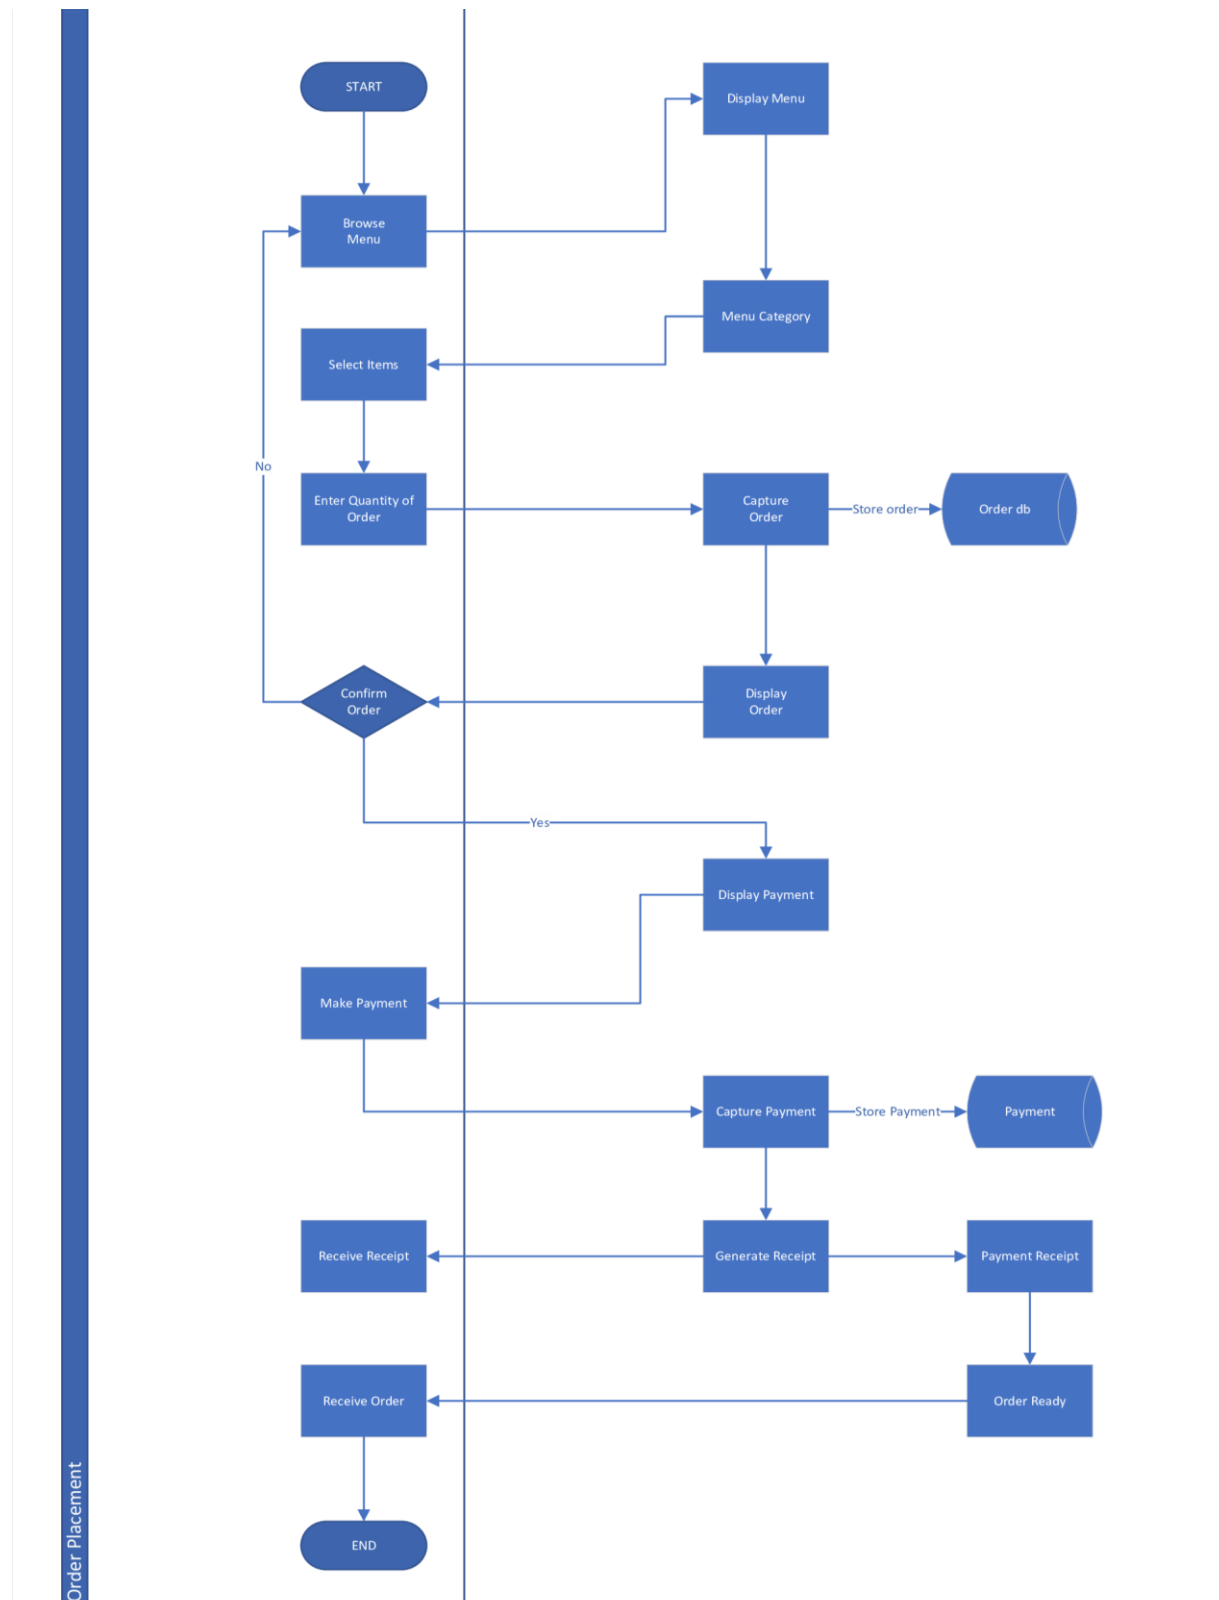 START
Display Menu
Browse
Menu
Menu Category
Select Items
No
Enter Quantity of
Order
Capture
Order
Store order
Order db
Confirm
Order
Display
Order
Yes
Display Payment
Make Payment
Capture Payment
Store Payment
Payment
Receive Receipt
Generate Receipt
Payment Receipt
Receive Order
Order Ready
END
Order Placement